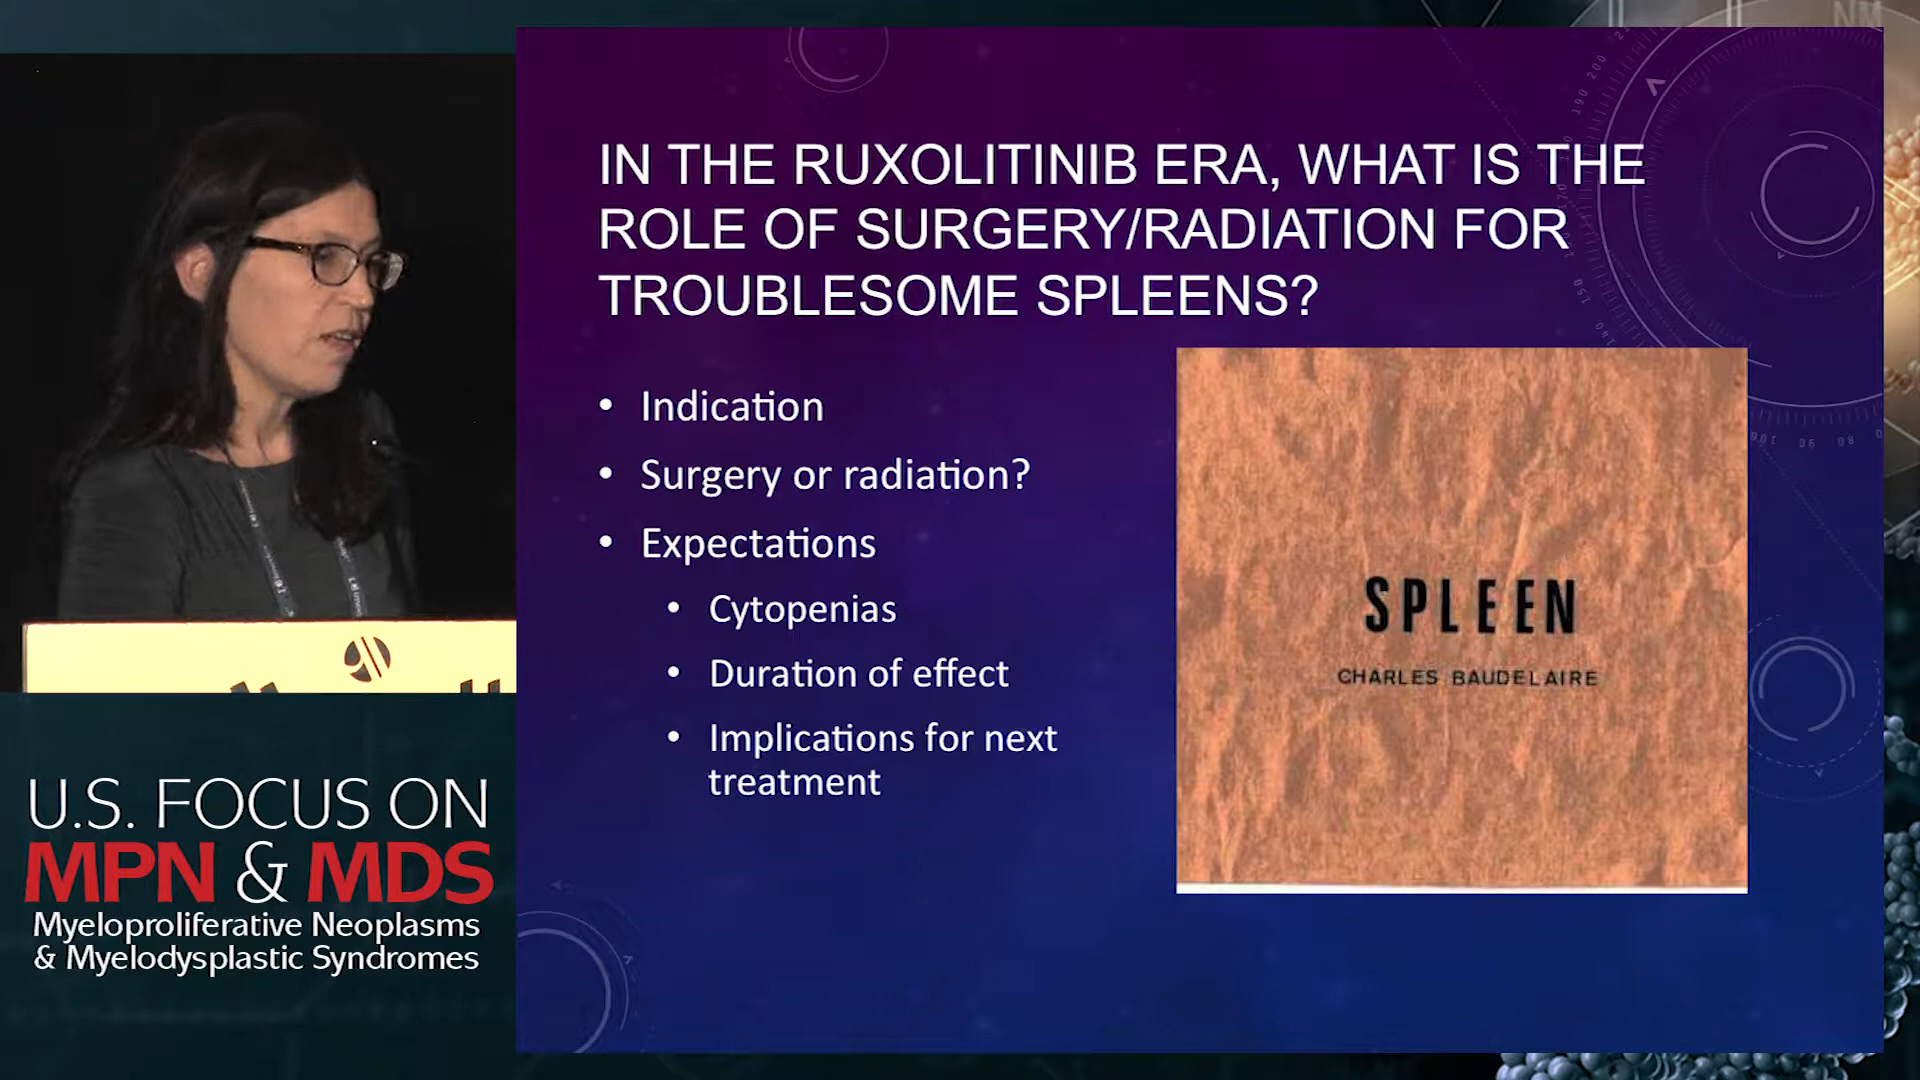 IN THE RUXOLITINIB ERA, WHAT IS THE
ROLE OF SURGERY/RADIATION FOR
TROUBLESOME SPLEENS?
• Indication
• Surgery or radiation?
• Expectations
• Cytopenias
• Duration of effect
• Implications for next
treatment
SPLEEN
CHARLES BAUDELAIRE
U.S. FOCUS ON
MPN & MDS
Myeloproliferative Neoplasms
& Myelodysplastic Syndromes
NM